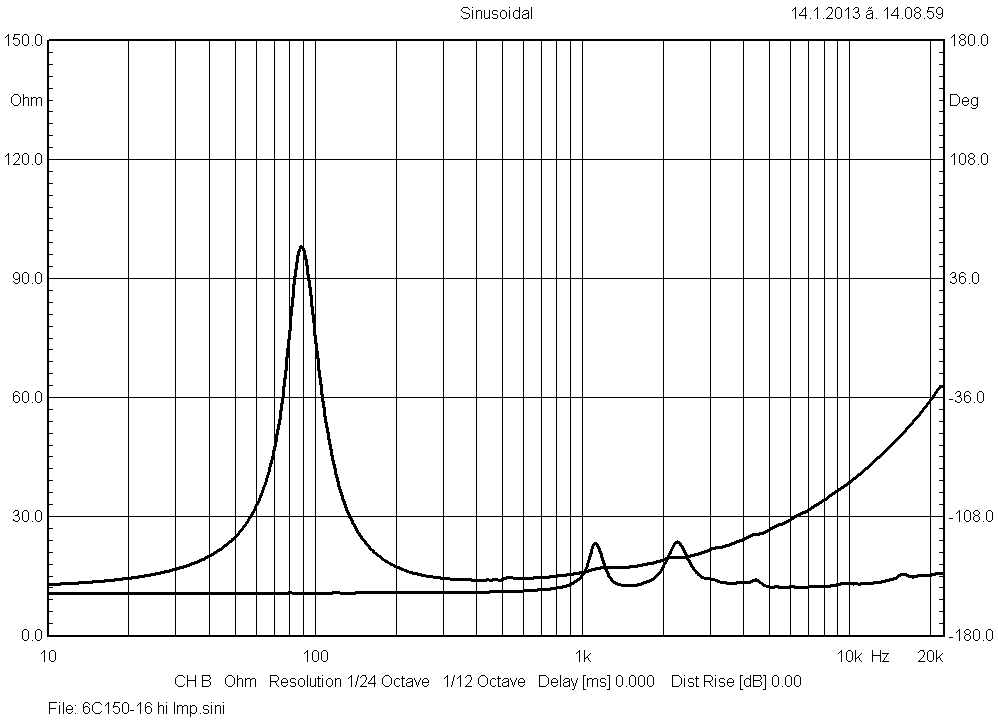 Sinusoidal 14.1.2013 ã. 14.08.59
150.0 180.0
Ohm Deg
120.0 108.0
90.0 36.0
60.0 -36.0
30.0 -108.0
0.0 -180.0
10 100 1k 10k Hz 20k
CH B Ohm Resolution 1/24 Octave 1/12 Octave Delay [ms] 0.000 Dist Rise [dB] 0.00
File: 6C150-16 hi Imp.sini